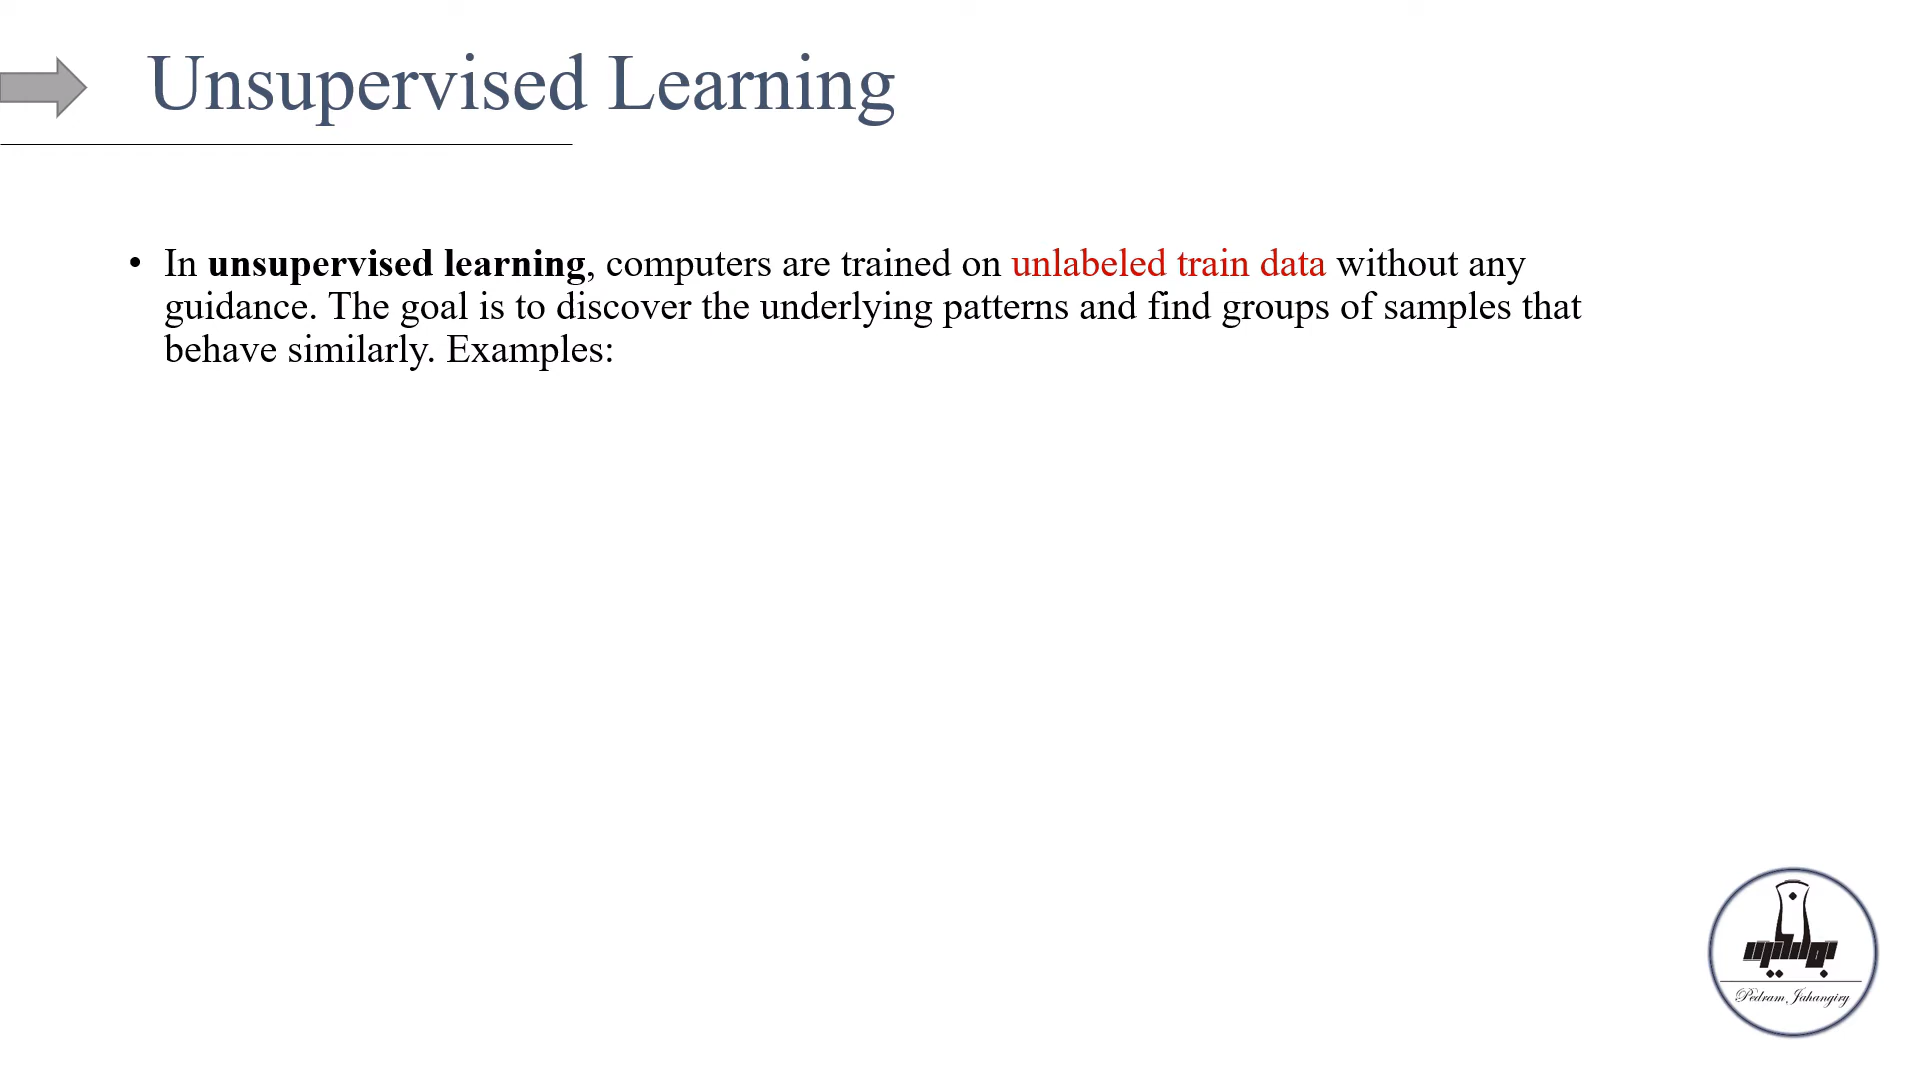 Unsupervised Learning
• In unsupervised learning, computers are trained on unlabeled train data without any
guidance. The goal is to discover the underlying patterns and find groups of samples that
behave similarly. Examples:
Pedram Jahangiry